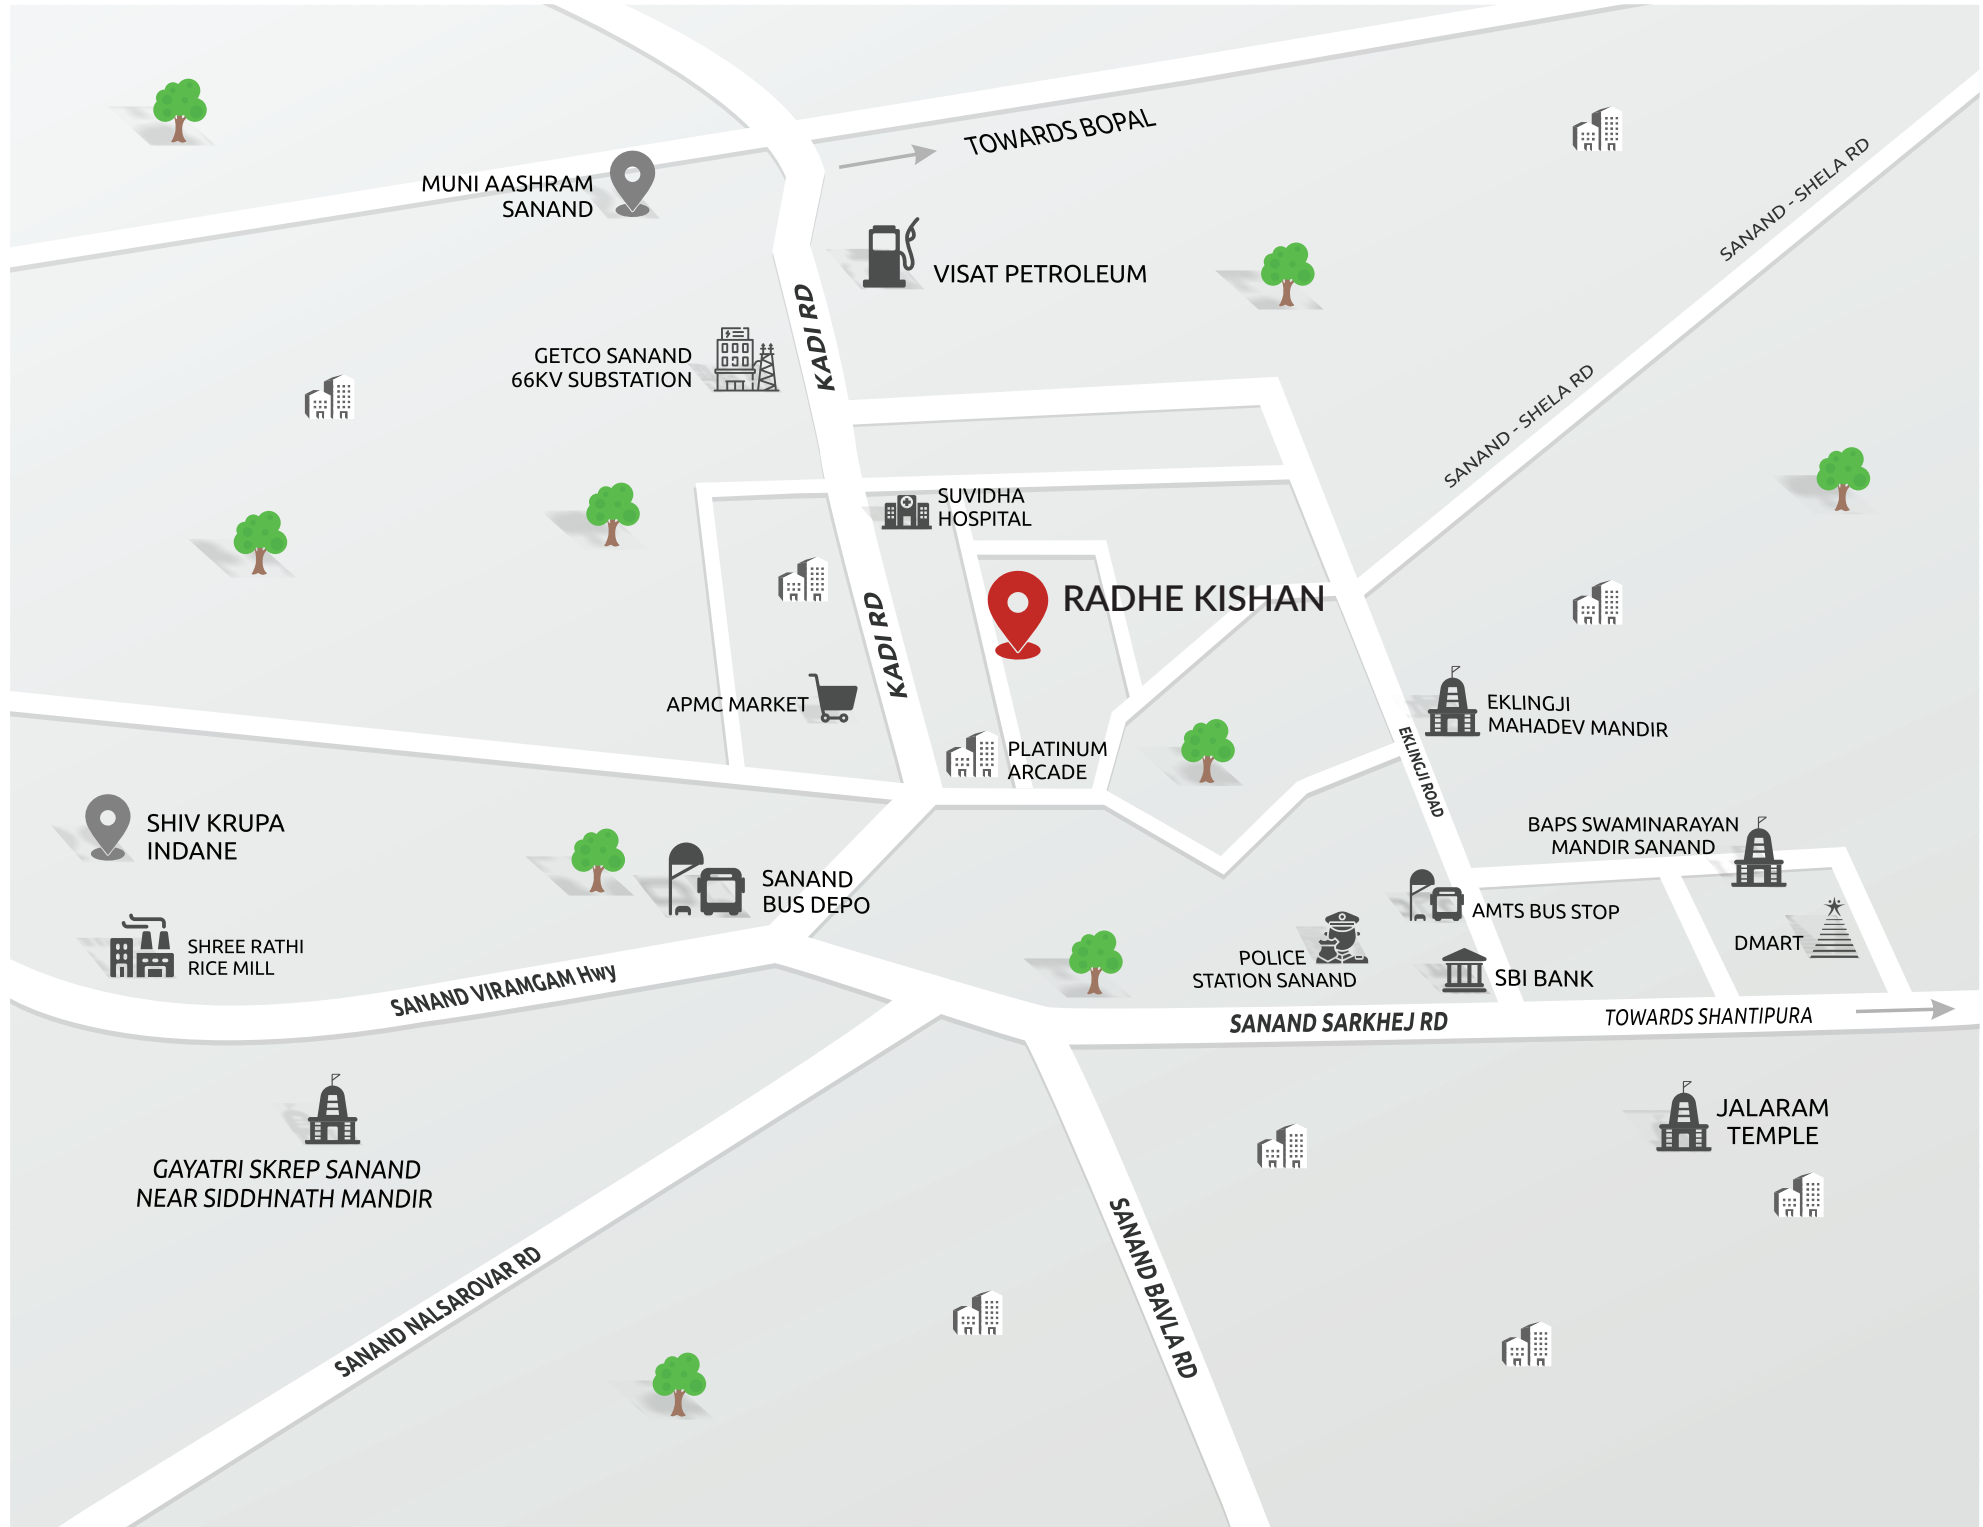 TOWARDS BOPAL
SANAND - SHELA RD
MUNI AASHRAM
SANAND
VISAT PETROLEUM
KADI RD
GETCO SANAND
66KV SUBSTATION
SANAND - SHELA RD
SUVIDHA
HOSPITAL
RADHE KISHAN
KADI RD
APMC MARKET
EKLINGJI
MAHADEV MANDIR
PLATINUM
ARCADE
EKLINGJI ROAD
SHIV KRUPA
INDANE
BAPS SWAMINARAYAN
MANDIR SANAND
SANAND
BUS DEPO
AMTS BUS STOP
SHREE RATHI
RICE MILL
DMART
POLICE
STATION SANAND
SBI BANK
SANAND VIRAMGAM Hwy
SANAND SARKHEJ RD
TOWARDS SHANTIPURA
JALARAM
TEMPLE
GAYATRI SKREP SANAND
NEAR SIDDHNATH MANDIR
SANAND NALSAROVAR RD
SANAND BAVLA RD